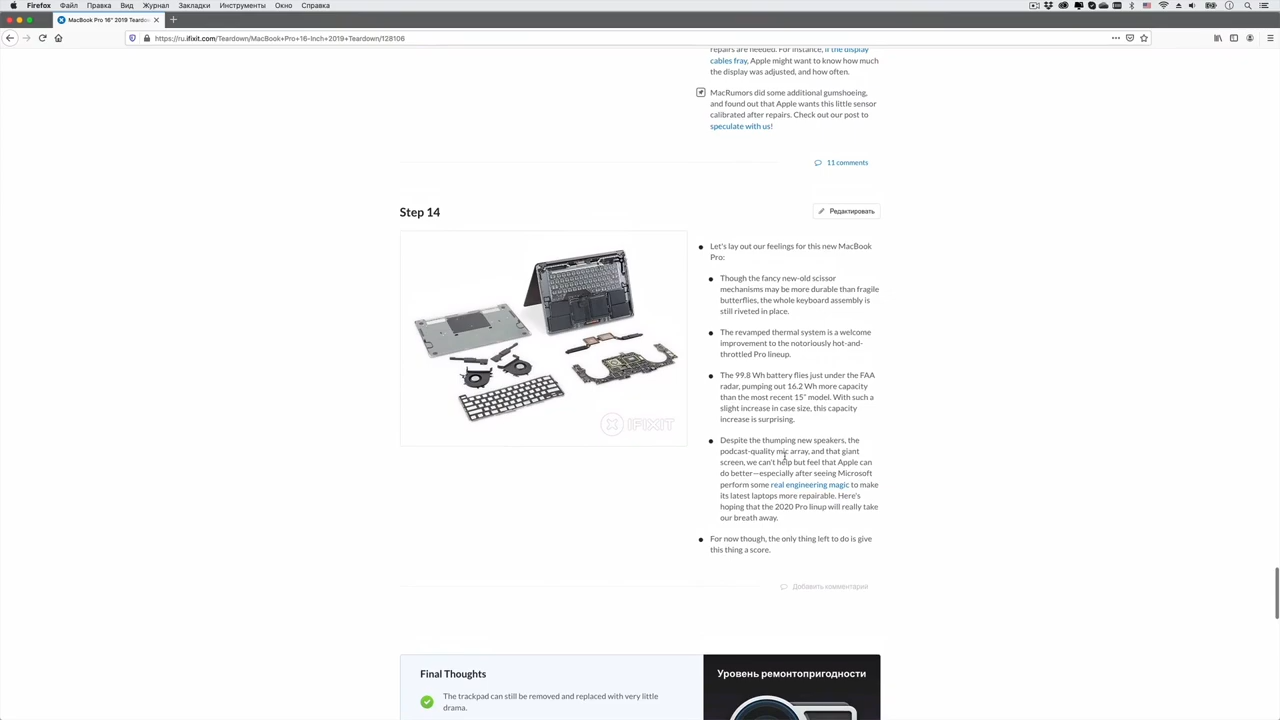 Firefox Файл Правка Вид Журнал Закладки Инструменты Окно Справка
MacBook Pro 16" 2019 Teardown
https://ru.ifixit.com/Teardown/MacBook+Pro+16-Inch+2019+Teardown/128106
repairs are needed. For instance, if the display
cables fray, Apple might want to know how much
the display was adjusted, and how often.
MacRumors did some additional gumshoeing,
and found out that Apple wants this little sensor
calibrated after repairs. Check out our post to
speculate with us!
11 comments
Step 14
Редактировать
Let's lay out our feelings for this new MacBook
Pro:
Though the fancy new-old scissor
mechanisms may be more durable than fragile
butterflies, the whole keyboard assembly is
still riveted in place.
The revamped thermal system is a welcome
improvement to the notoriously hot-and-
throttled Pro lineup.
The 99.8 Wh battery flies just under the FAA
radar, pumping out 16.2 Wh more capacity
than the most recent 15" model. With such a
slight increase in case size, this capacity
increase is surprising.
Despite the thumping new speakers, the
podcast-quality mic array, and that giant
screen, we can't help but feel that Apple can
do better—especially after seeing Microsoft
perform some real engineering magic to make
its latest laptops more repairable. Here's
hoping that the 2020 Pro linup will really take
our breath away.
For now though, the only thing left to do is give
this thing a score.
IFIXIT
Добавить комментарий
Final Thoughts
The trackpad can still be removed and replaced with very little
drama.
Уровень ремонтопригодности